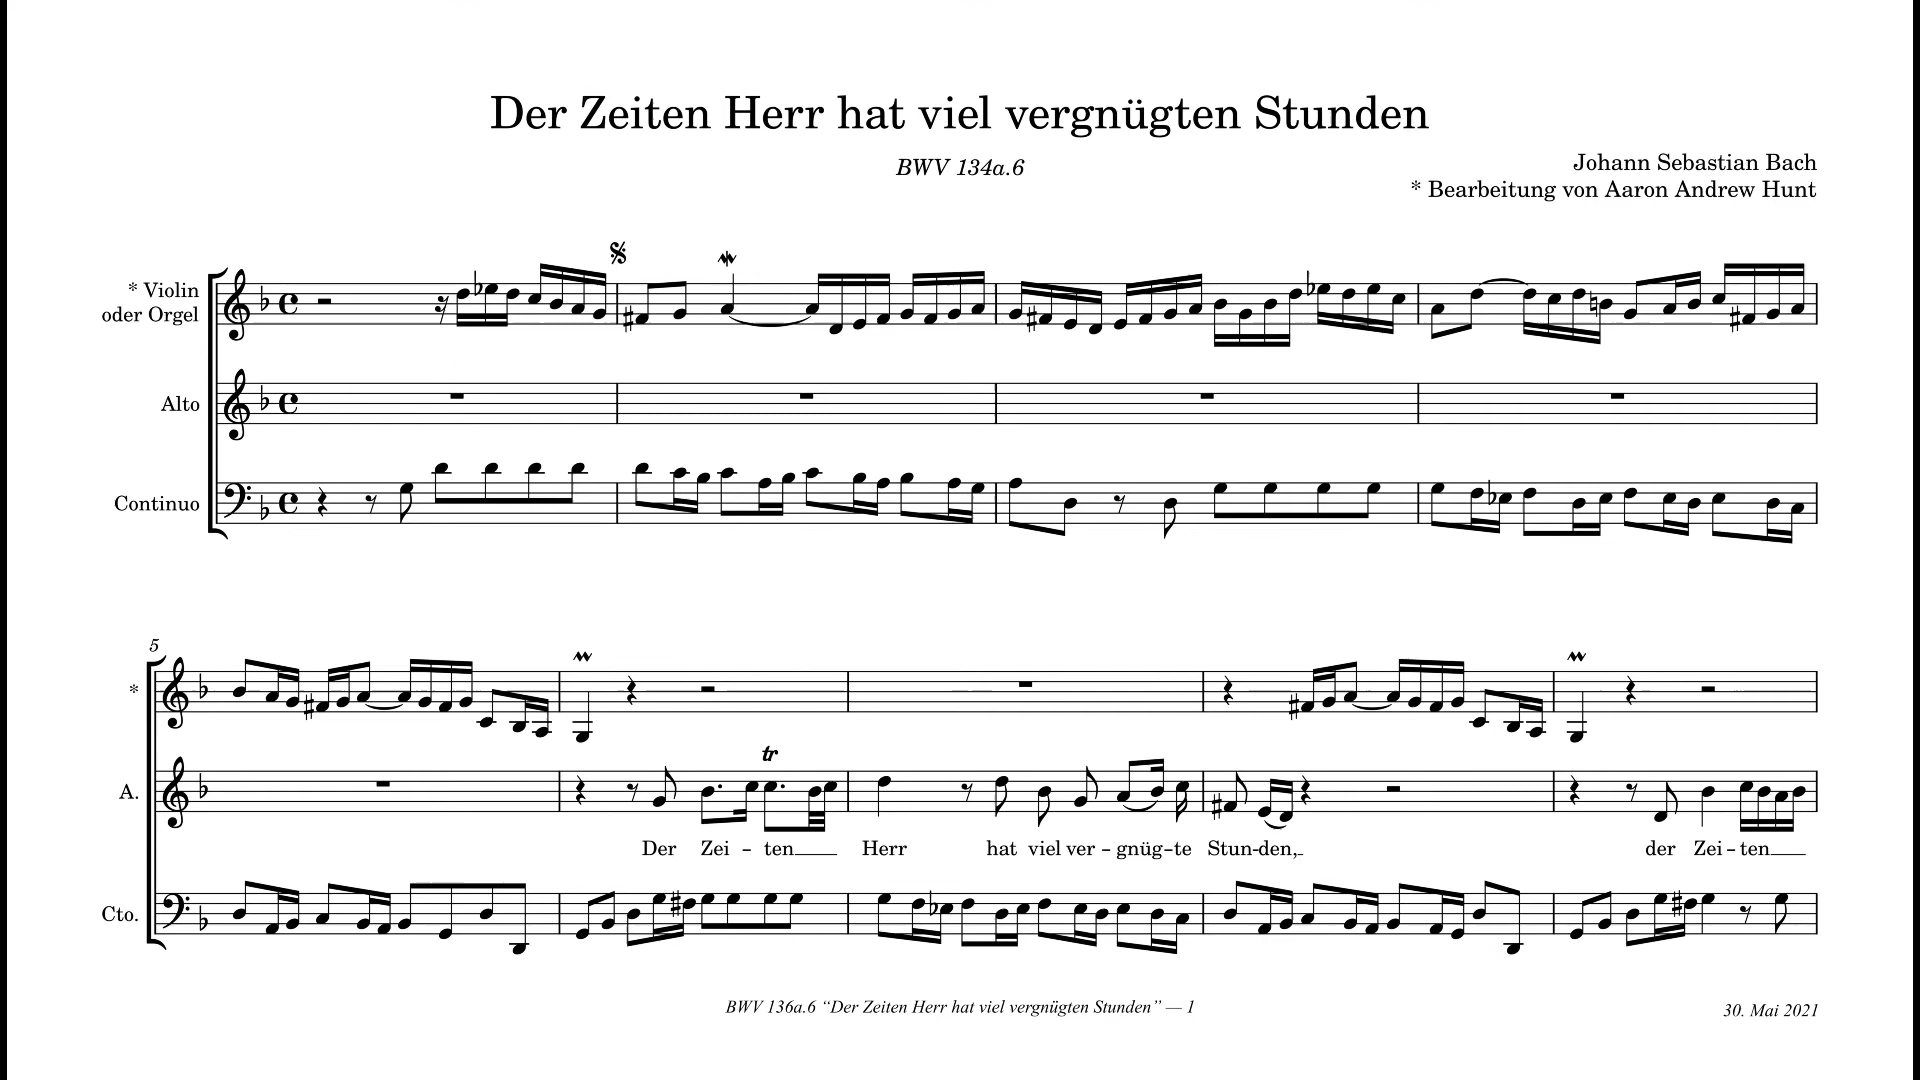 Der Zeiten Herr hat viel vergnügten Stunden
BWV 134a.6
Johann Sebastian Bach
* Bearbeitung von Aaron Andrew Hunt
* Violin
oder Orgel
Alto
Continuo
5
*
tr
A.
Der Zei - ten Herr hat viel ver - gnüg - te Stun - den, der Zei - ten
Cto.
BWV 136a.6 “Der Zeiten Herr hat viel vergnügten Stunden” — 1
30. Mai 2021